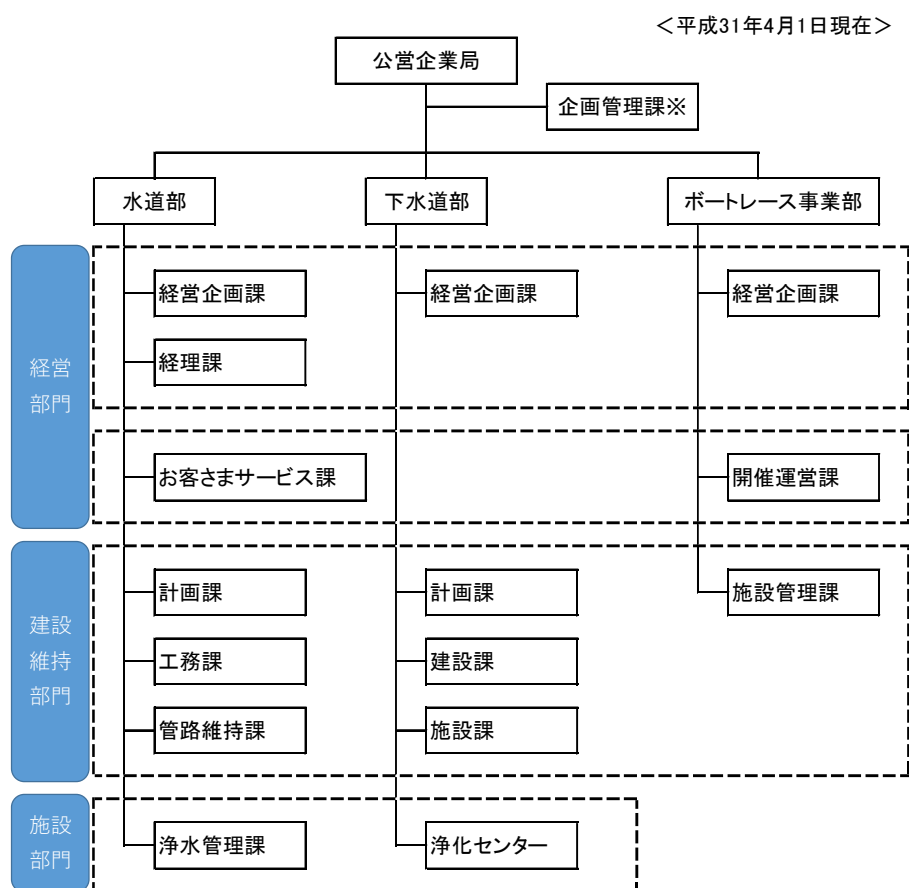 ＜平成31年4月1日現在＞
公営企業局
企画管理課※
水道部
下水道部
ボートレース事業部
経営
部門
経営企画課
経営企画課
経営企画課
経理課
お客さまサービス課
開催運営課
建設
維持
部門
計画課
計画課
施設管理課
工務課
建設課
管路維持課
施設課
施設
部門
浄水管理課
浄化センター